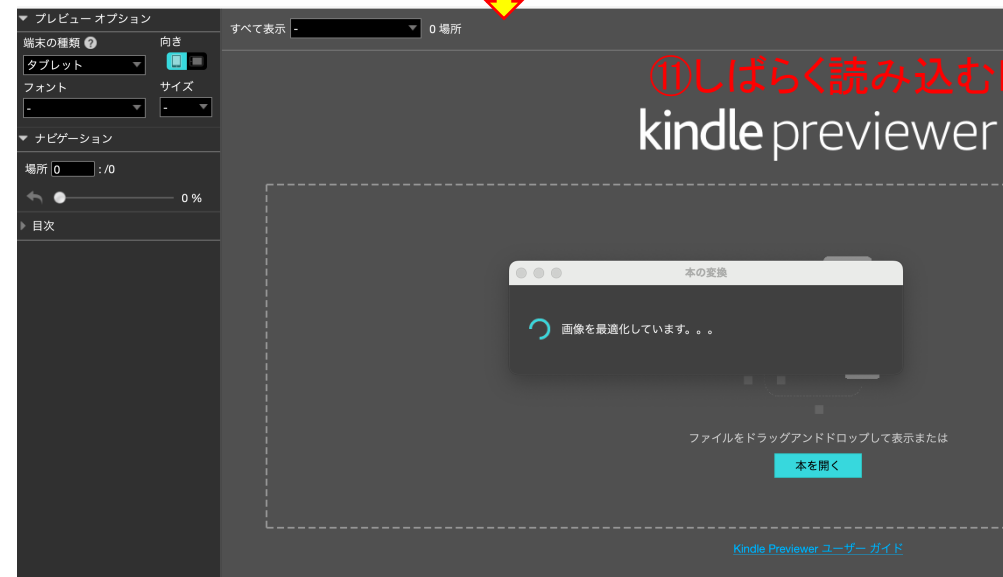 プレビュー オプション
端末の種類 ?
向き
タブレット
フォント
サイズ
-
-
ナビゲーション
場所 0 : /0
0 %
目次
すべて表示 -
0 場所
⑪しばらく読み込む
kindle previewer
本の変換
画像を最適化しています。。。
ファイルをドラッグアンドドロップして表示または
本を開く
Kindle Previewer ユーザー ガイド